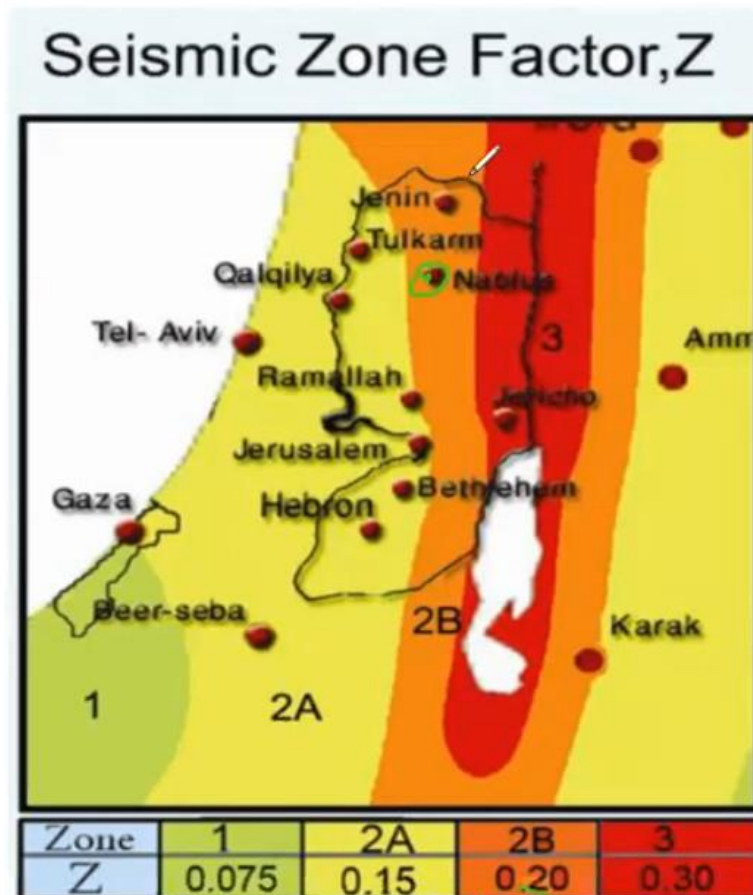 Seismic Zone Factor,Z
Jenin
Tulkarm
Qalqilya
Nablus
Tel- Aviv
3
Amm
Ramallah
Jericho
Jerusalem
Bethlehem
Gaza
Hebron
Beer-seba
2B
Karak
1
2A
Zone 1 2A 2B 3
Z 0.075 0.15 0.20 0.30